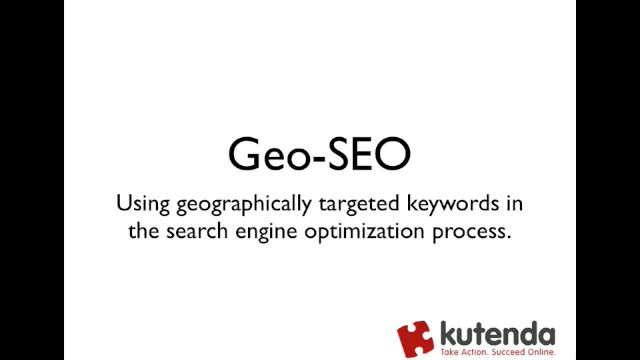 Geo-SEO
Using geographically targeted keywords in
the search engine optimization process.
kutenda
Take Action. Succeed Online.